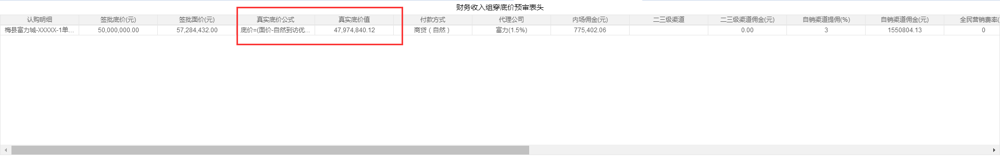 财务收入组穿底价预审表头
认购明细 签批底价(元) 签批面价(元) 真实底价公式 真实底价值 付款方式 代理公司 内场佣金(元) 二三级渠道 二三级渠道佣金(元) 自销渠道提佣(%) 自销渠道佣金(元) 全民营销费率(
梅县富力城-XXXXX-1单... 50,000,000.00 57,284,432.00 底价=(面价-自然到访优... 47,974,840.12 商贷（自然） 富力(1.5%) 775,402.06 0.00 3 1550804.13 0